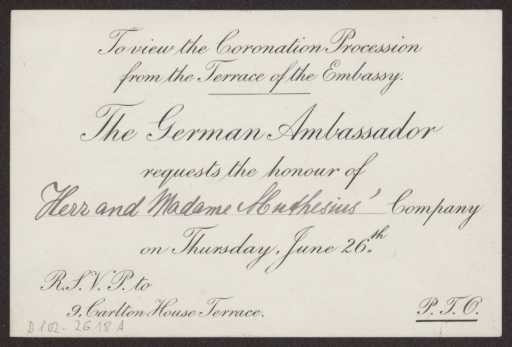 To view the Coronation Procession
from the Terrace of the Embassy.
The German Ambassador
requests the honour of
Herr and Madame Muthesius' Company
on Thursday, June 26th.
R.S.V.P. to
9, Carlton House Terrace.
P.T.O.
D 102-2618 A